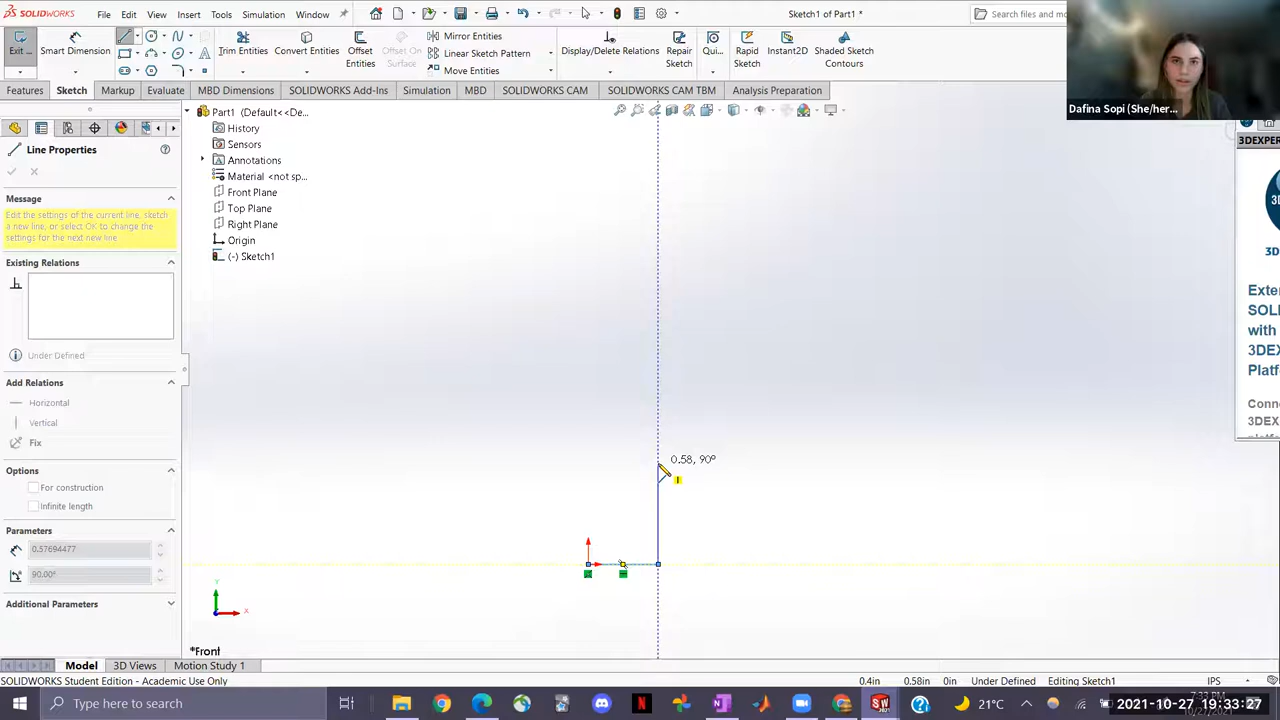 SOLIDWORKS File Edit View Insert Tools Simulation Window Sketch1 of Part1 * Search files and
Exit ... Smart Dimension Trim Entities Convert Entities Offset Entities Offset On Surface Mirror Entities Linear Sketch Pattern Move Entities Display/Delete Relations Repair Sketch Qui... Rapid Sketch Instant2D Shaded Sketch Contours
Features Sketch Markup Evaluate MBD Dimensions SOLIDWORKS Add-Ins Simulation MBD SOLIDWORKS CAM SOLIDWORKS CAM TBM Analysis Preparation
Dafina Sopi (She/her...
Part1 (Default<<De...
History
Sensors
Annotations
Material <not sp...
Front Plane
Top Plane
Right Plane
Origin
(-) Sketch1
Line Properties
Message
Edit the settings of the current line, sketch
a new line, or select OK to change the
settings for the next new line.
Existing Relations
Under Defined
Add Relations
Horizontal
Vertical
Fix
Options
For construction
Infinite length
Parameters
0.57694477
90.00°
Additional Parameters
0.58, 90°
Y
X
*Front
3DEXPER
3D
Exter
SOLI
with
3DEX
Platf
Conn
3DEX
Model 3D Views Motion Study 1
SOLIDWORKS Student Edition - Academic Use Only 0.4in 0.58in 0in Under Defined Editing Sketch1 IPS
Type here to search 21°C 2021-10-27 19:33:27
7:33 PM